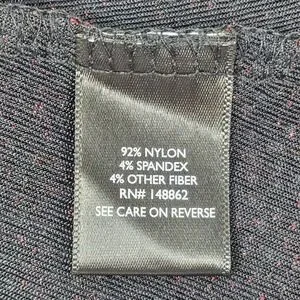 92% NYLON
4% SPANDEX
4% OTHER FIBER
RN# 148862
SEE CARE ON REVERSE